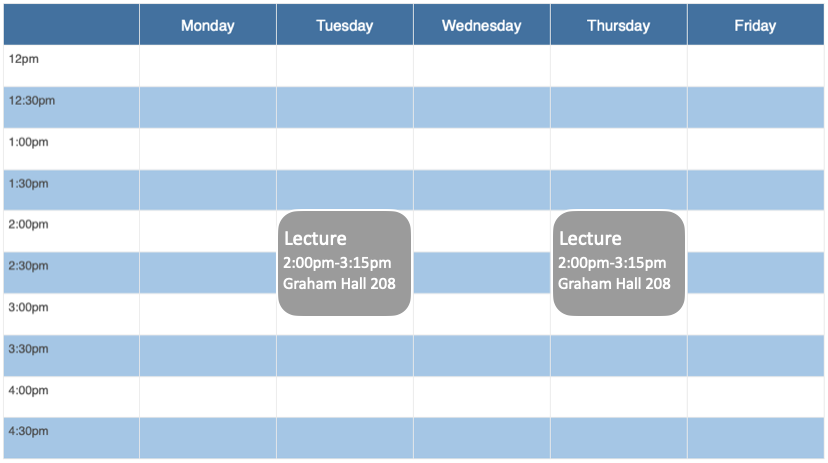 Monday Tuesday Wednesday Thursday Friday
12pm
12:30pm
1:00pm
1:30pm
2:00pm
Lecture Lecture
2:00pm-3:15pm 2:00pm-3:15pm
2:30pm
Graham Hall 208 Graham Hall 208
3:00pm
3:30pm
4:00pm
4:30pm